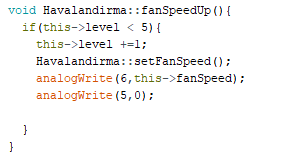 void Havalandirma::fanSpeedUp(){
if(this->level < 5){
this->level +=1;
Havalandirma::setFanSpeed();
analogWrite(6,this->fanSpeed);
analogWrite(5,0);
}
}